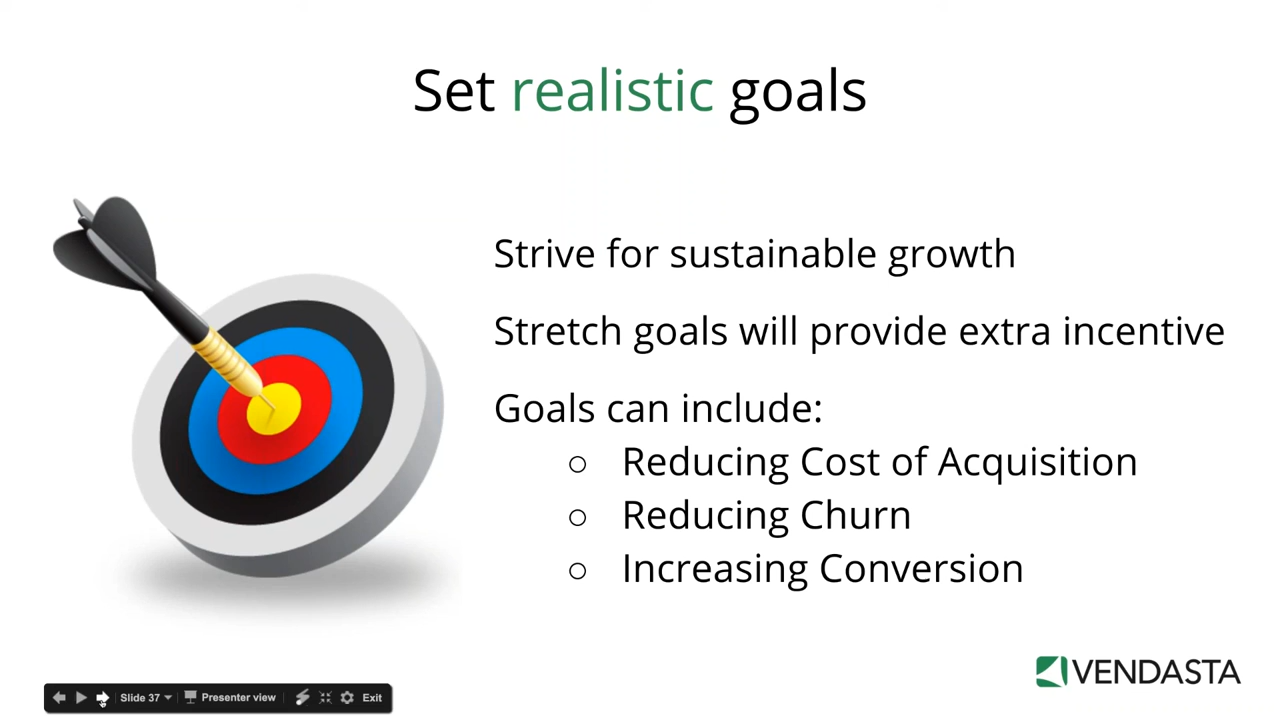 Set realistic goals
Strive for sustainable growth
Stretch goals will provide extra incentive
Goals can include:
○ Reducing Cost of Acquisition
○ Reducing Churn
○ Increasing Conversion
VENDASTA
Slide 37 Presenter view Exit